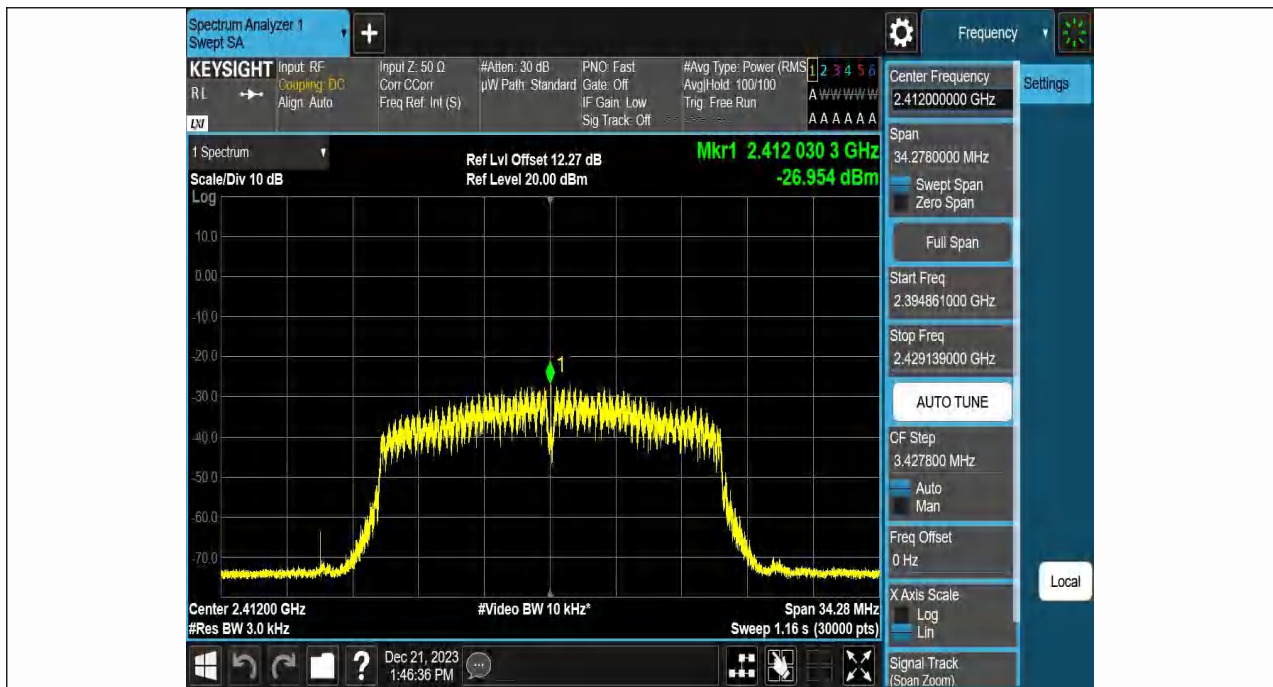 Spectrum Analyzer 1
Swept SA
+
Frequency
KEYSIGHT
RL
LXI
Input: RF
Coupling: DC
Align: Auto
Input Z: 50 Ω
Corr CCorr
Freq Ref: Int (S)
#Atten: 30 dB
µW Path: Standard
PNO: Fast
Gate: Off
IF Gain: Low
Sig Track: Off
#Avg Type: Power (RMS
Avg|Hold: 100/100
Trig: Free Run
1 2 3 4 5 6
A W W W W W
A A A A A A
1 Spectrum
Scale/Div 10 dB
Ref Lvl Offset 12.27 dB
Ref Level 20.00 dBm
Mkr1 2.412 030 3 GHz
-26.954 dBm
Log
10.0
0.00
-10.0
-20.0
-30.0
-40.0
-50.0
-60.0
-70.0
1
Center 2.41200 GHz
#Res BW 3.0 kHz
#Video BW 10 kHz*
Span 34.28 MHz
Sweep 1.16 s (30000 pts)
Center Frequency
2.412000000 GHz
Settings
Span
34.2780000 MHz
Swept Span
Zero Span
Full Span
Start Freq
2.394861000 GHz
Stop Freq
2.429139000 GHz
AUTO TUNE
CF Step
3.427800 MHz
Auto
Man
Freq Offset
0 Hz
X Axis Scale
Log
Lin
Local
Signal Track
(Span Zoom)
?
Dec 21, 2023
1:46:36 PM